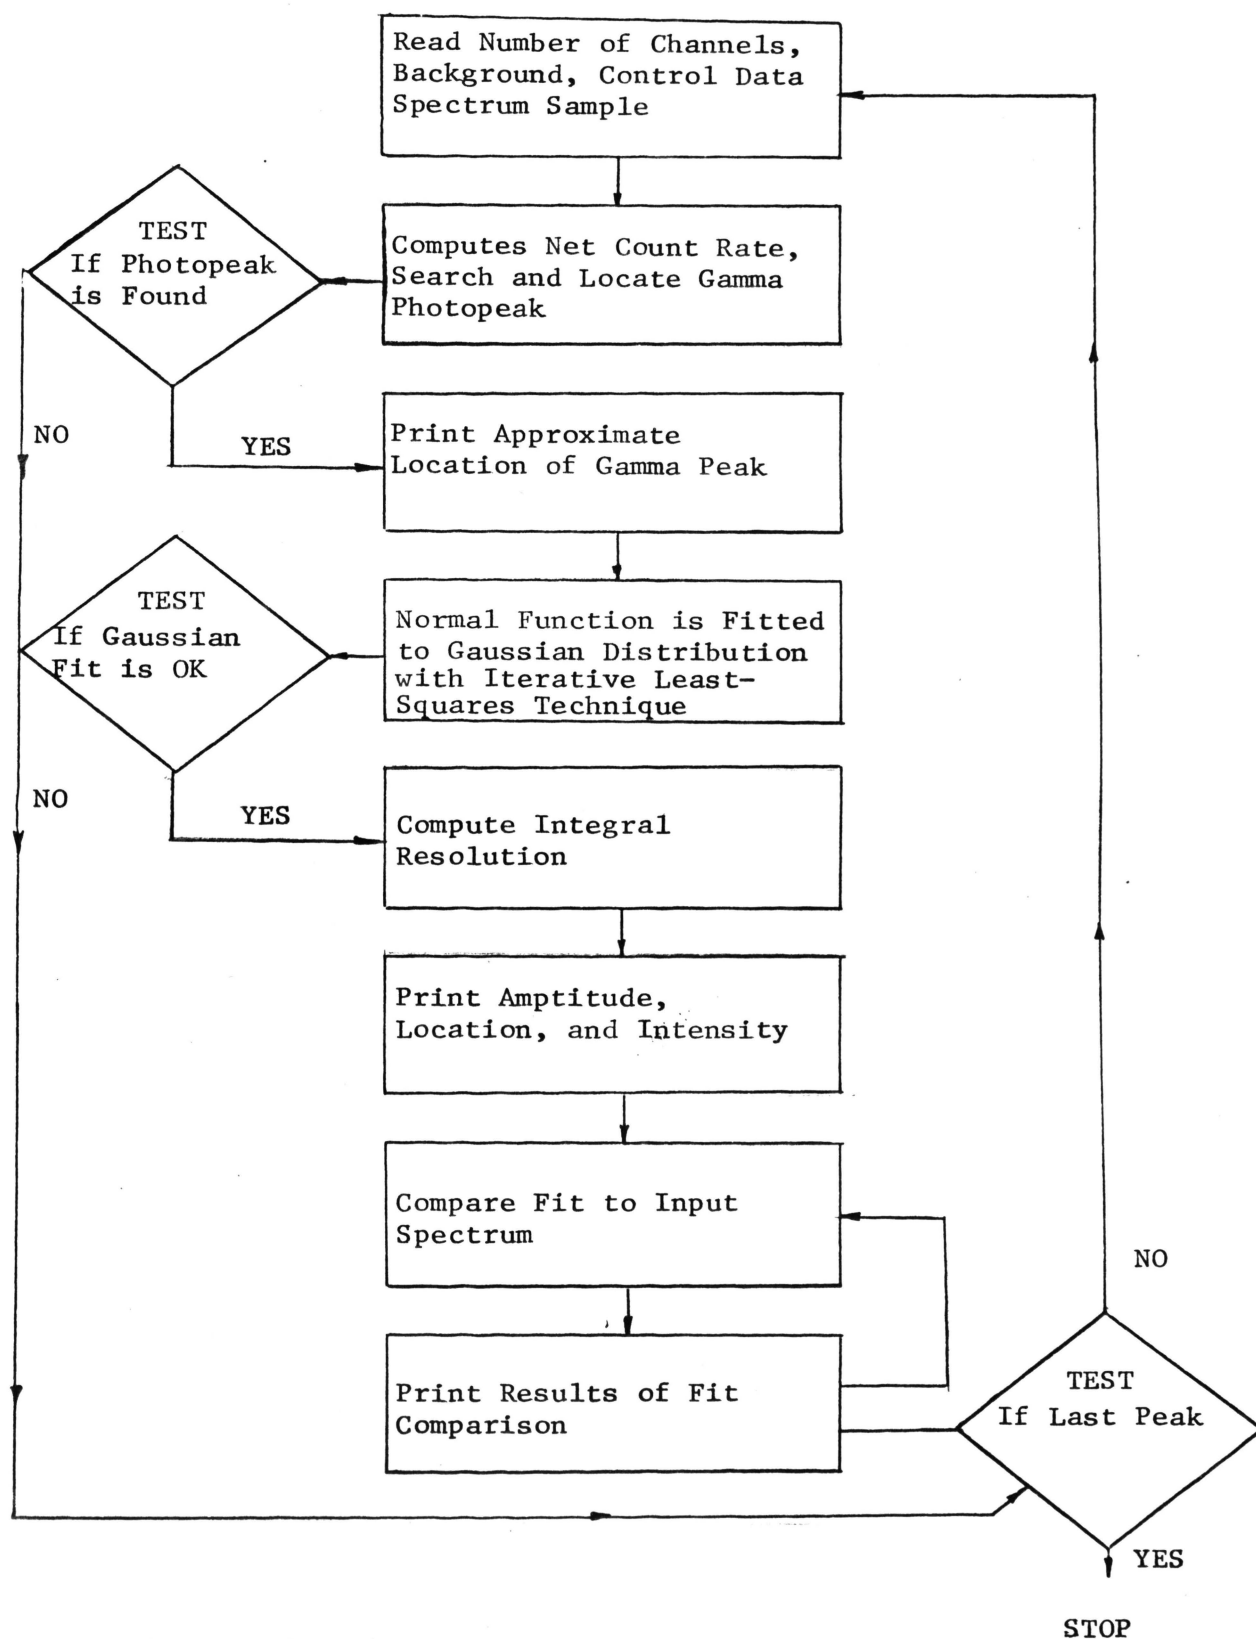 Read Number of Channels,
Background, Control Data
Spectrum Sample
TEST
If Photopeak
is Found
Computes Net Count Rate,
Search and Locate Gamma
Photopeak
NO
YES
Print Approximate
Location of Gamma Peak
TEST
If Gaussian
Fit is OK
Normal Function is Fitted
to Gaussian Distribution
with Iterative Least-
Squares Technique
NO
YES
Compute Integral
Resolution
Print Amptitude,
Location, and Intensity
Compare Fit to Input
Spectrum
NO
Print Results of Fit
Comparison
TEST
If Last Peak
YES
STOP